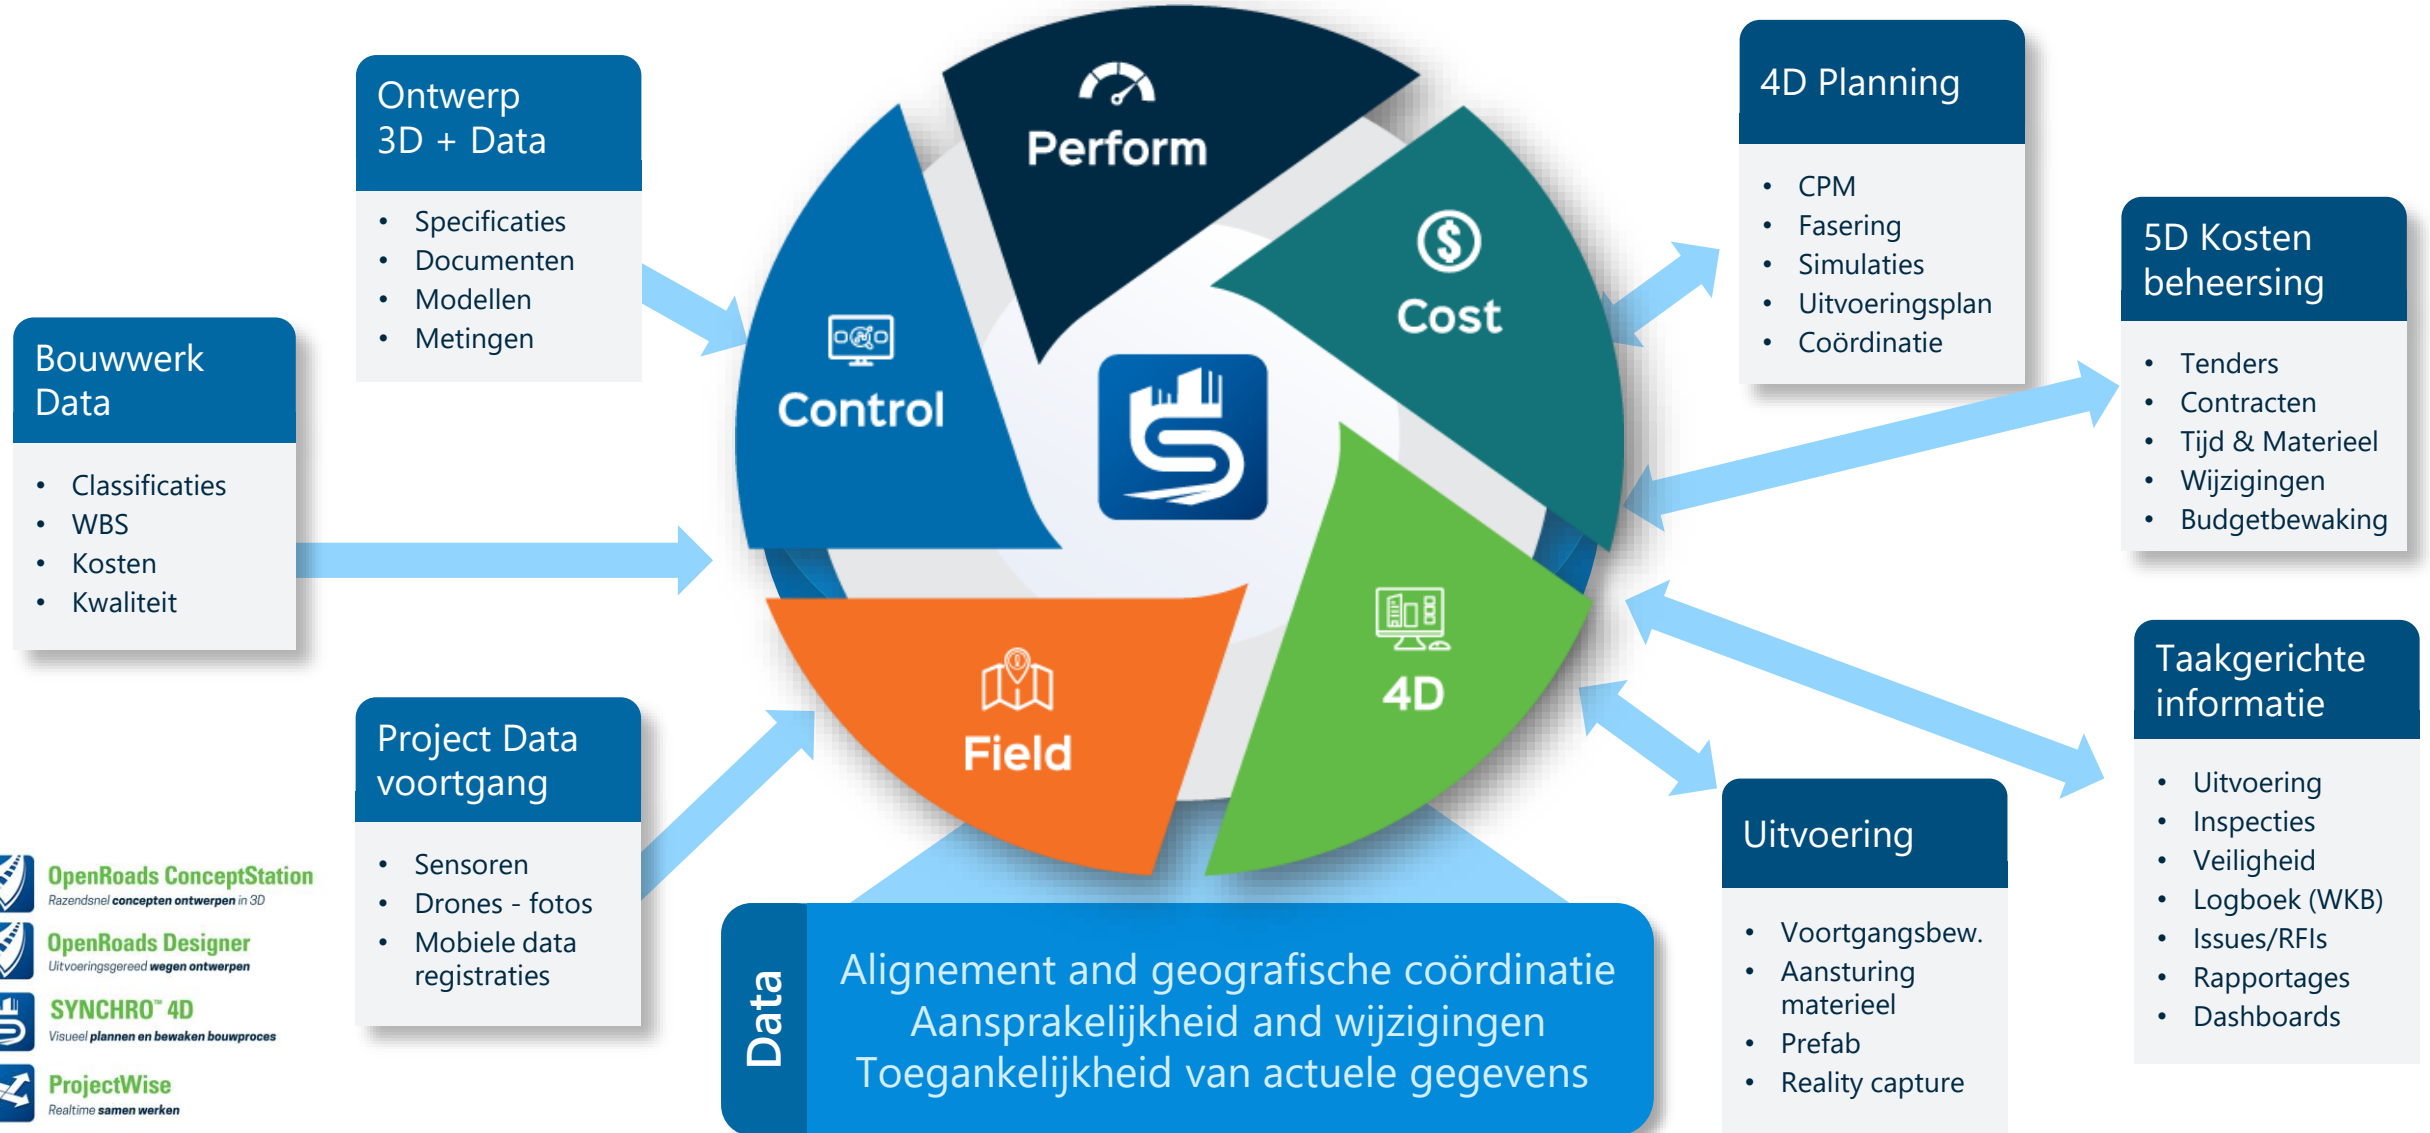 Ontwerp
3D + Data
• Specificaties
• Documenten
• Modellen
• Metingen
Bouwwerk
Data
• Classificaties
• WBS
• Kosten
• Kwaliteit
Project Data
voortgang
• Sensoren
• Drones - fotos
• Mobiele data
registraties
OpenRoads ConceptStation
Razendsnel concepten ontwerpen in 3D
OpenRoads Designer
Uitvoeringsgereed wegen ontwerpen
SYNCHRO™ 4D
Visueel plannen en bewaken bouwproces
ProjectWise
Realtime samen werken
Perform
Cost
Control
4D
Field
Data
Alignement and geografische coördinatie
Aansprakelijkheid and wijzigingen
Toegankelijkheid van actuele gegevens
4D Planning
• CPM
• Fasering
• Simulaties
• Uitvoeringsplan
• Coördinatie
5D Kosten
beheersing
• Tenders
• Contracten
• Tijd & Materieel
• Wijzigingen
• Budgetbewaking
Taakgerichte
informatie
• Uitvoering
• Inspecties
• Veiligheid
• Logboek (WKB)
• Issues/RFIs
• Rapportages
• Dashboards
Uitvoering
• Voortgangsbew.
• Aansturing
materieel
• Prefab
• Reality capture